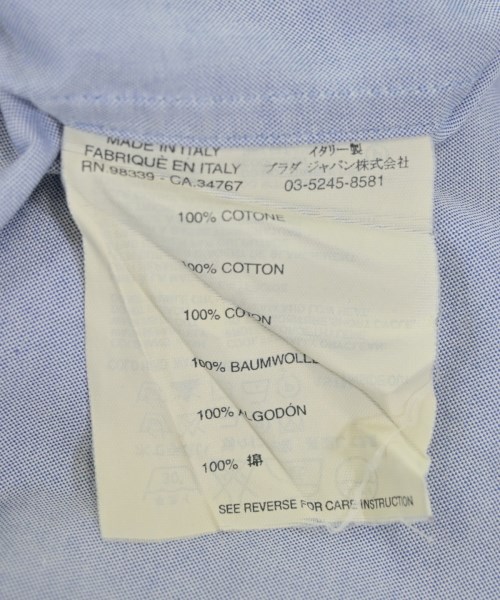 MADE IN ITALY
FABRIQUÉ EN ITALY
RN.98339 - CA.34767
イタリー製
プラダ ジャパン株式会社
03-5245-8581
100% COTONE
100% COTTON
100% COTON
100% BAUMWOLLE
100% ALGODÓN
100% 綿
SEE REVERSE FOR CARE INSTRUCTION